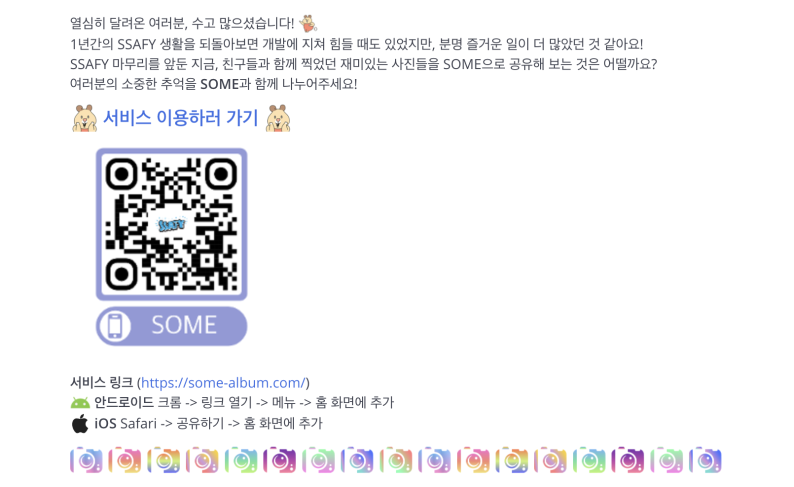 열심히 달려온 여러분, 수고 많으셨습니다!
1년간의 SSAFY 생활을 되돌아보면 개발에 지쳐 힘들 때도 있었지만, 분명 즐거운 일이 더 많았던 것 같아요!
SSAFY 마무리를 앞둔 지금, 친구들과 함께 찍었던 재미있는 사진들을 SOME으로 공유해 보는 것은 어떨까요?
여러분의 소중한 추억을 SOME과 함께 나누어주세요!
서비스 이용하러 가기
SSAFY
SOME
서비스 링크 (https://some-album.com/)
안드로이드 크롬 -> 링크 열기 -> 메뉴 -> 홈 화면에 추가
iOS Safari -> 공유하기 -> 홈 화면에 추가